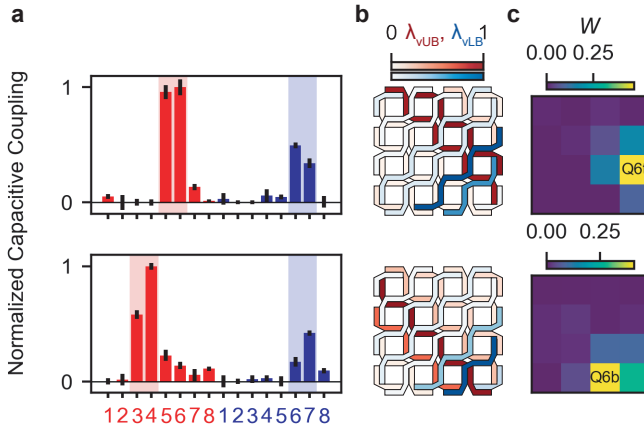 a
b
c
0 λvUB, λvLB 1
W
0.00 0.25
Normalized Capacitive Coupling
1
0
Q6
0.00 0.25
1
0
Q6b
1 2 3 4 5 6 7 8 1 2 3 4 5 6 7 8